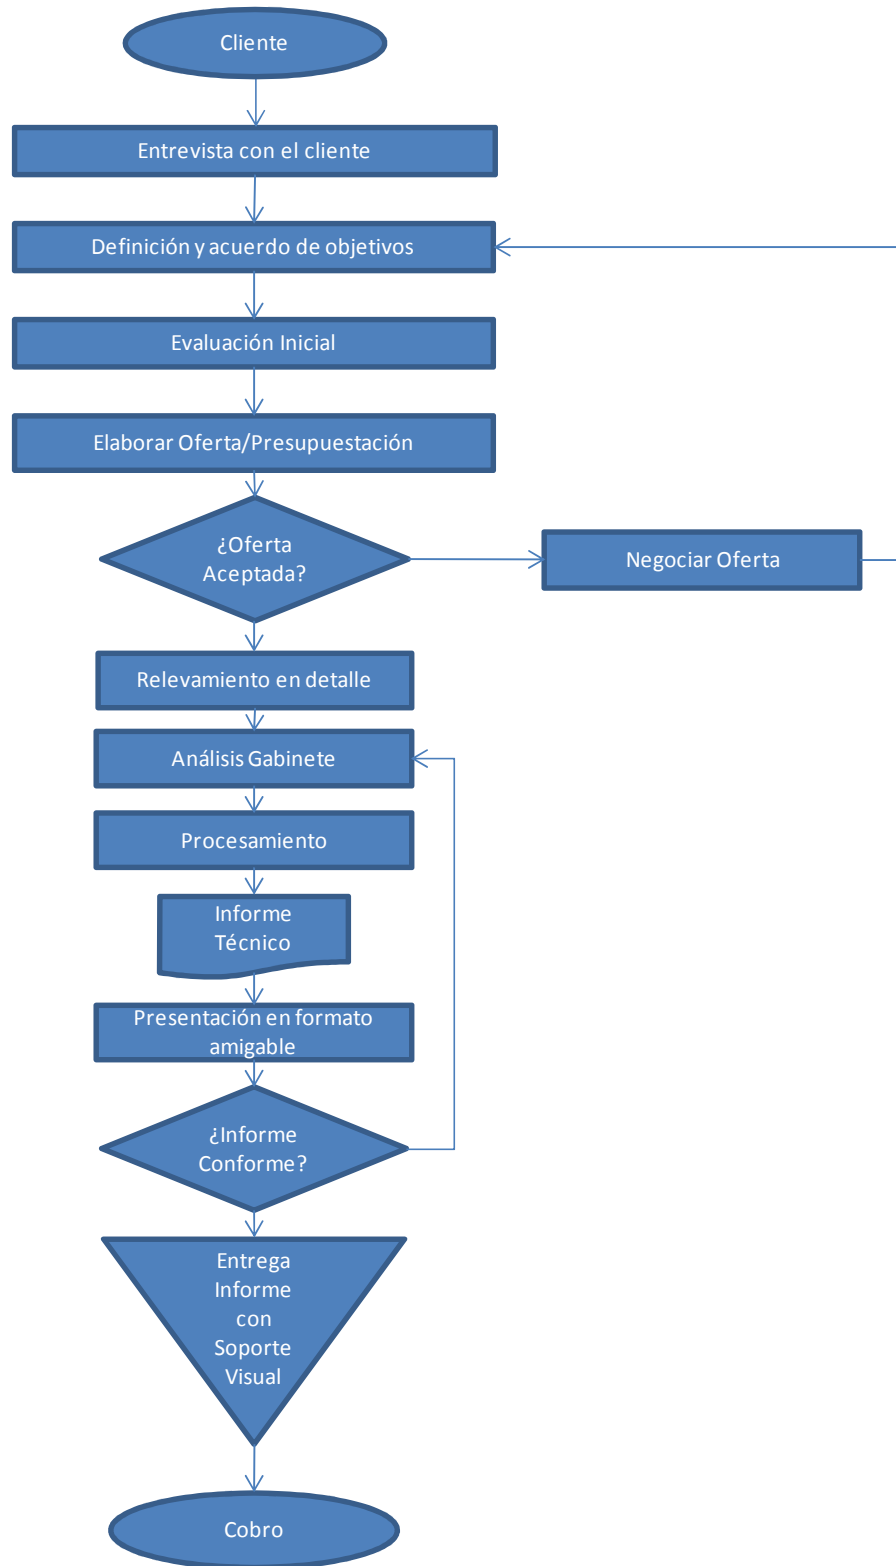 Cliente
Entrevista con el cliente
Definición y acuerdo de objetivos
Evaluación Inicial
Elaborar Oferta/Presupuestación
¿Oferta
Aceptada?
Negociar Oferta
Relevamiento en detalle
Análisis Gabinete
Procesamiento
Informe
Técnico
Presentación en formato
amigable
¿Informe
Conforme?
Entrega
Informe
con
Soporte
Visual
Cobro